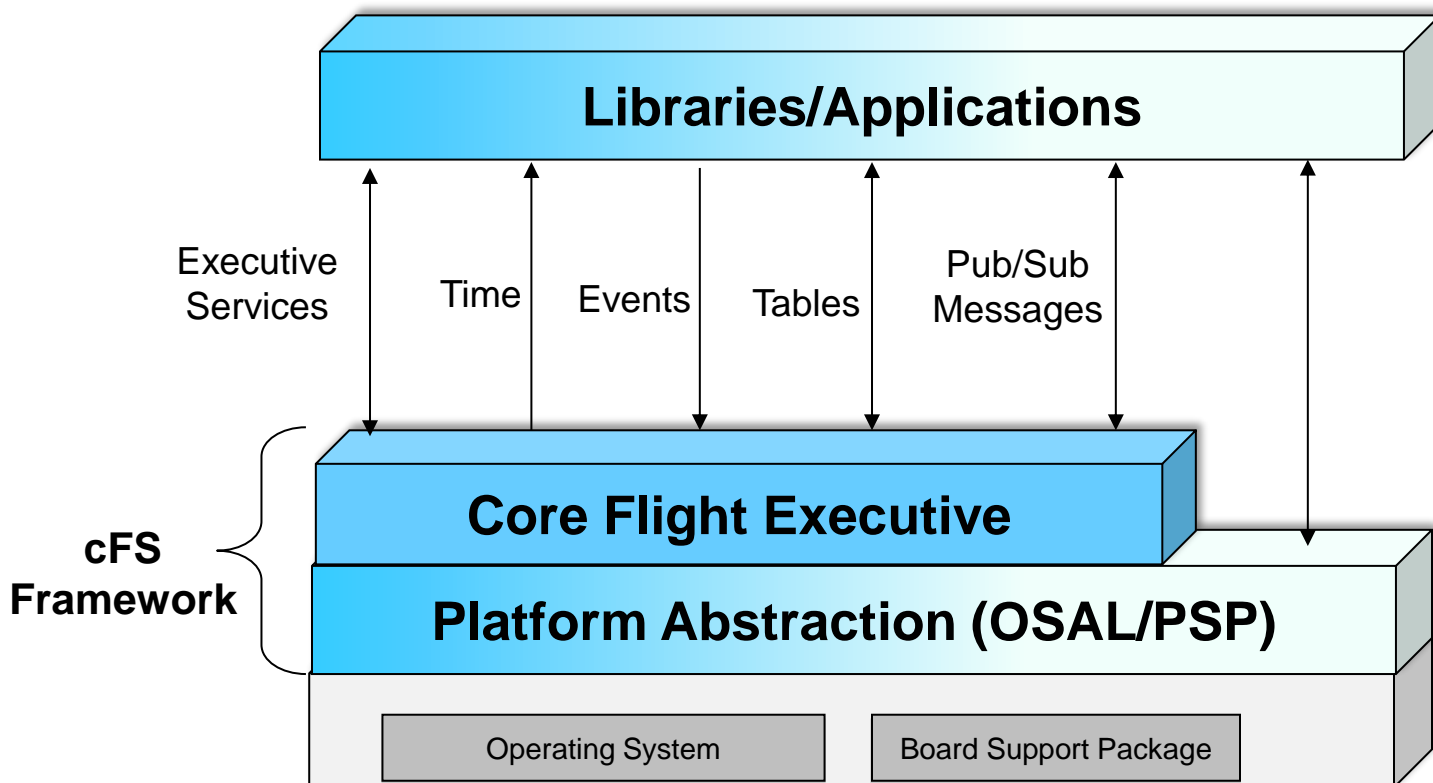 Libraries/Applications
Executive
Services
Time
Events
Tables
Pub/Sub
Messages
Core Flight Executive
cFS
Framework
Platform Abstraction (OSAL/PSP)
Operating System
Board Support Package